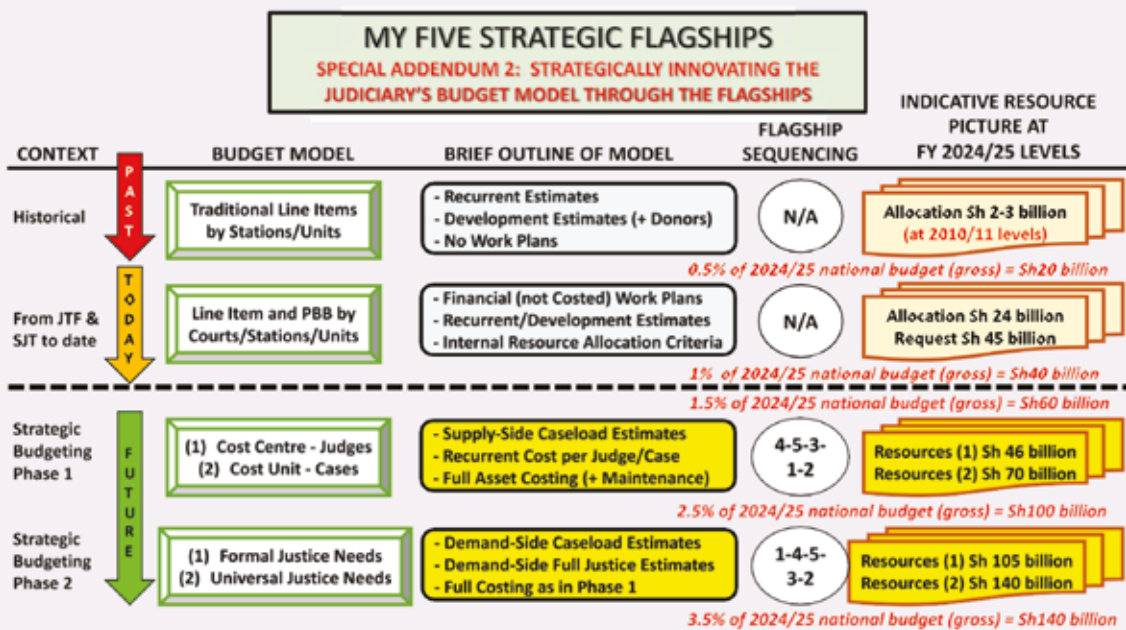 MY FIVE STRATEGIC FLAGSHIPS
SPECIAL ADDENDUM 2: STRATEGICALLY INNOVATING THE
JUDICIARY'S BUDGET MODEL THROUGH THE FLAGSHIPS
CONTEXT
BUDGET MODEL
BRIEF OUTLINE OF MODEL
FLAGSHIP
SEQUENCING
INDICATIVE RESOURCE
PICTURE AT
FY 2024/25 LEVELS
PAST
Historical
Traditional Line Items
by Stations/Units
- Recurrent Estimates
- Development Estimates (+ Donors)
- No Work Plans
N/A
Allocation Sh 2-3 billion
(at 2010/11 levels)
0.5% of 2024/25 national budget (gross) = Sh20 billion
TODAY
From JTF &
SJT to date
Line Item and PBB by
Courts/Stations/Units
- Financial (not Costed) Work Plans
- Recurrent/Development Estimates
- Internal Resource Allocation Criteria
N/A
Allocation Sh 24 billion
Request Sh 45 billion
1% of 2024/25 national budget (gross) = Sh40 billion
1.5% of 2024/25 national budget (gross) = Sh60 billion
FUTURE
Strategic
Budgeting
Phase 1
(1) Cost Centre - Judges
(2) Cost Unit - Cases
- Supply-Side Caseload Estimates
- Recurrent Cost per Judge/Case
- Full Asset Costing (+ Maintenance)
4-5-3-
1-2
Resources (1) Sh 46 billion
Resources (2) Sh 70 billion
2.5% of 2024/25 national budget (gross) = Sh100 billion
Strategic
Budgeting
Phase 2
(1) Formal Justice Needs
(2) Universal Justice Needs
- Demand-Side Caseload Estimates
- Demand-Side Full Justice Estimates
- Full Costing as in Phase 1
1-4-5-
3-2
Resources (1) Sh 105 billion
Resources (2) Sh 140 billion
3.5% of 2024/25 national budget (gross) = Sh140 billion